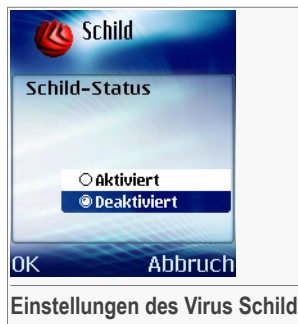 Schild
Schild-Status
Aktiviert
Deaktiviert
OK Abbruch
Einstellungen des Virus Schild